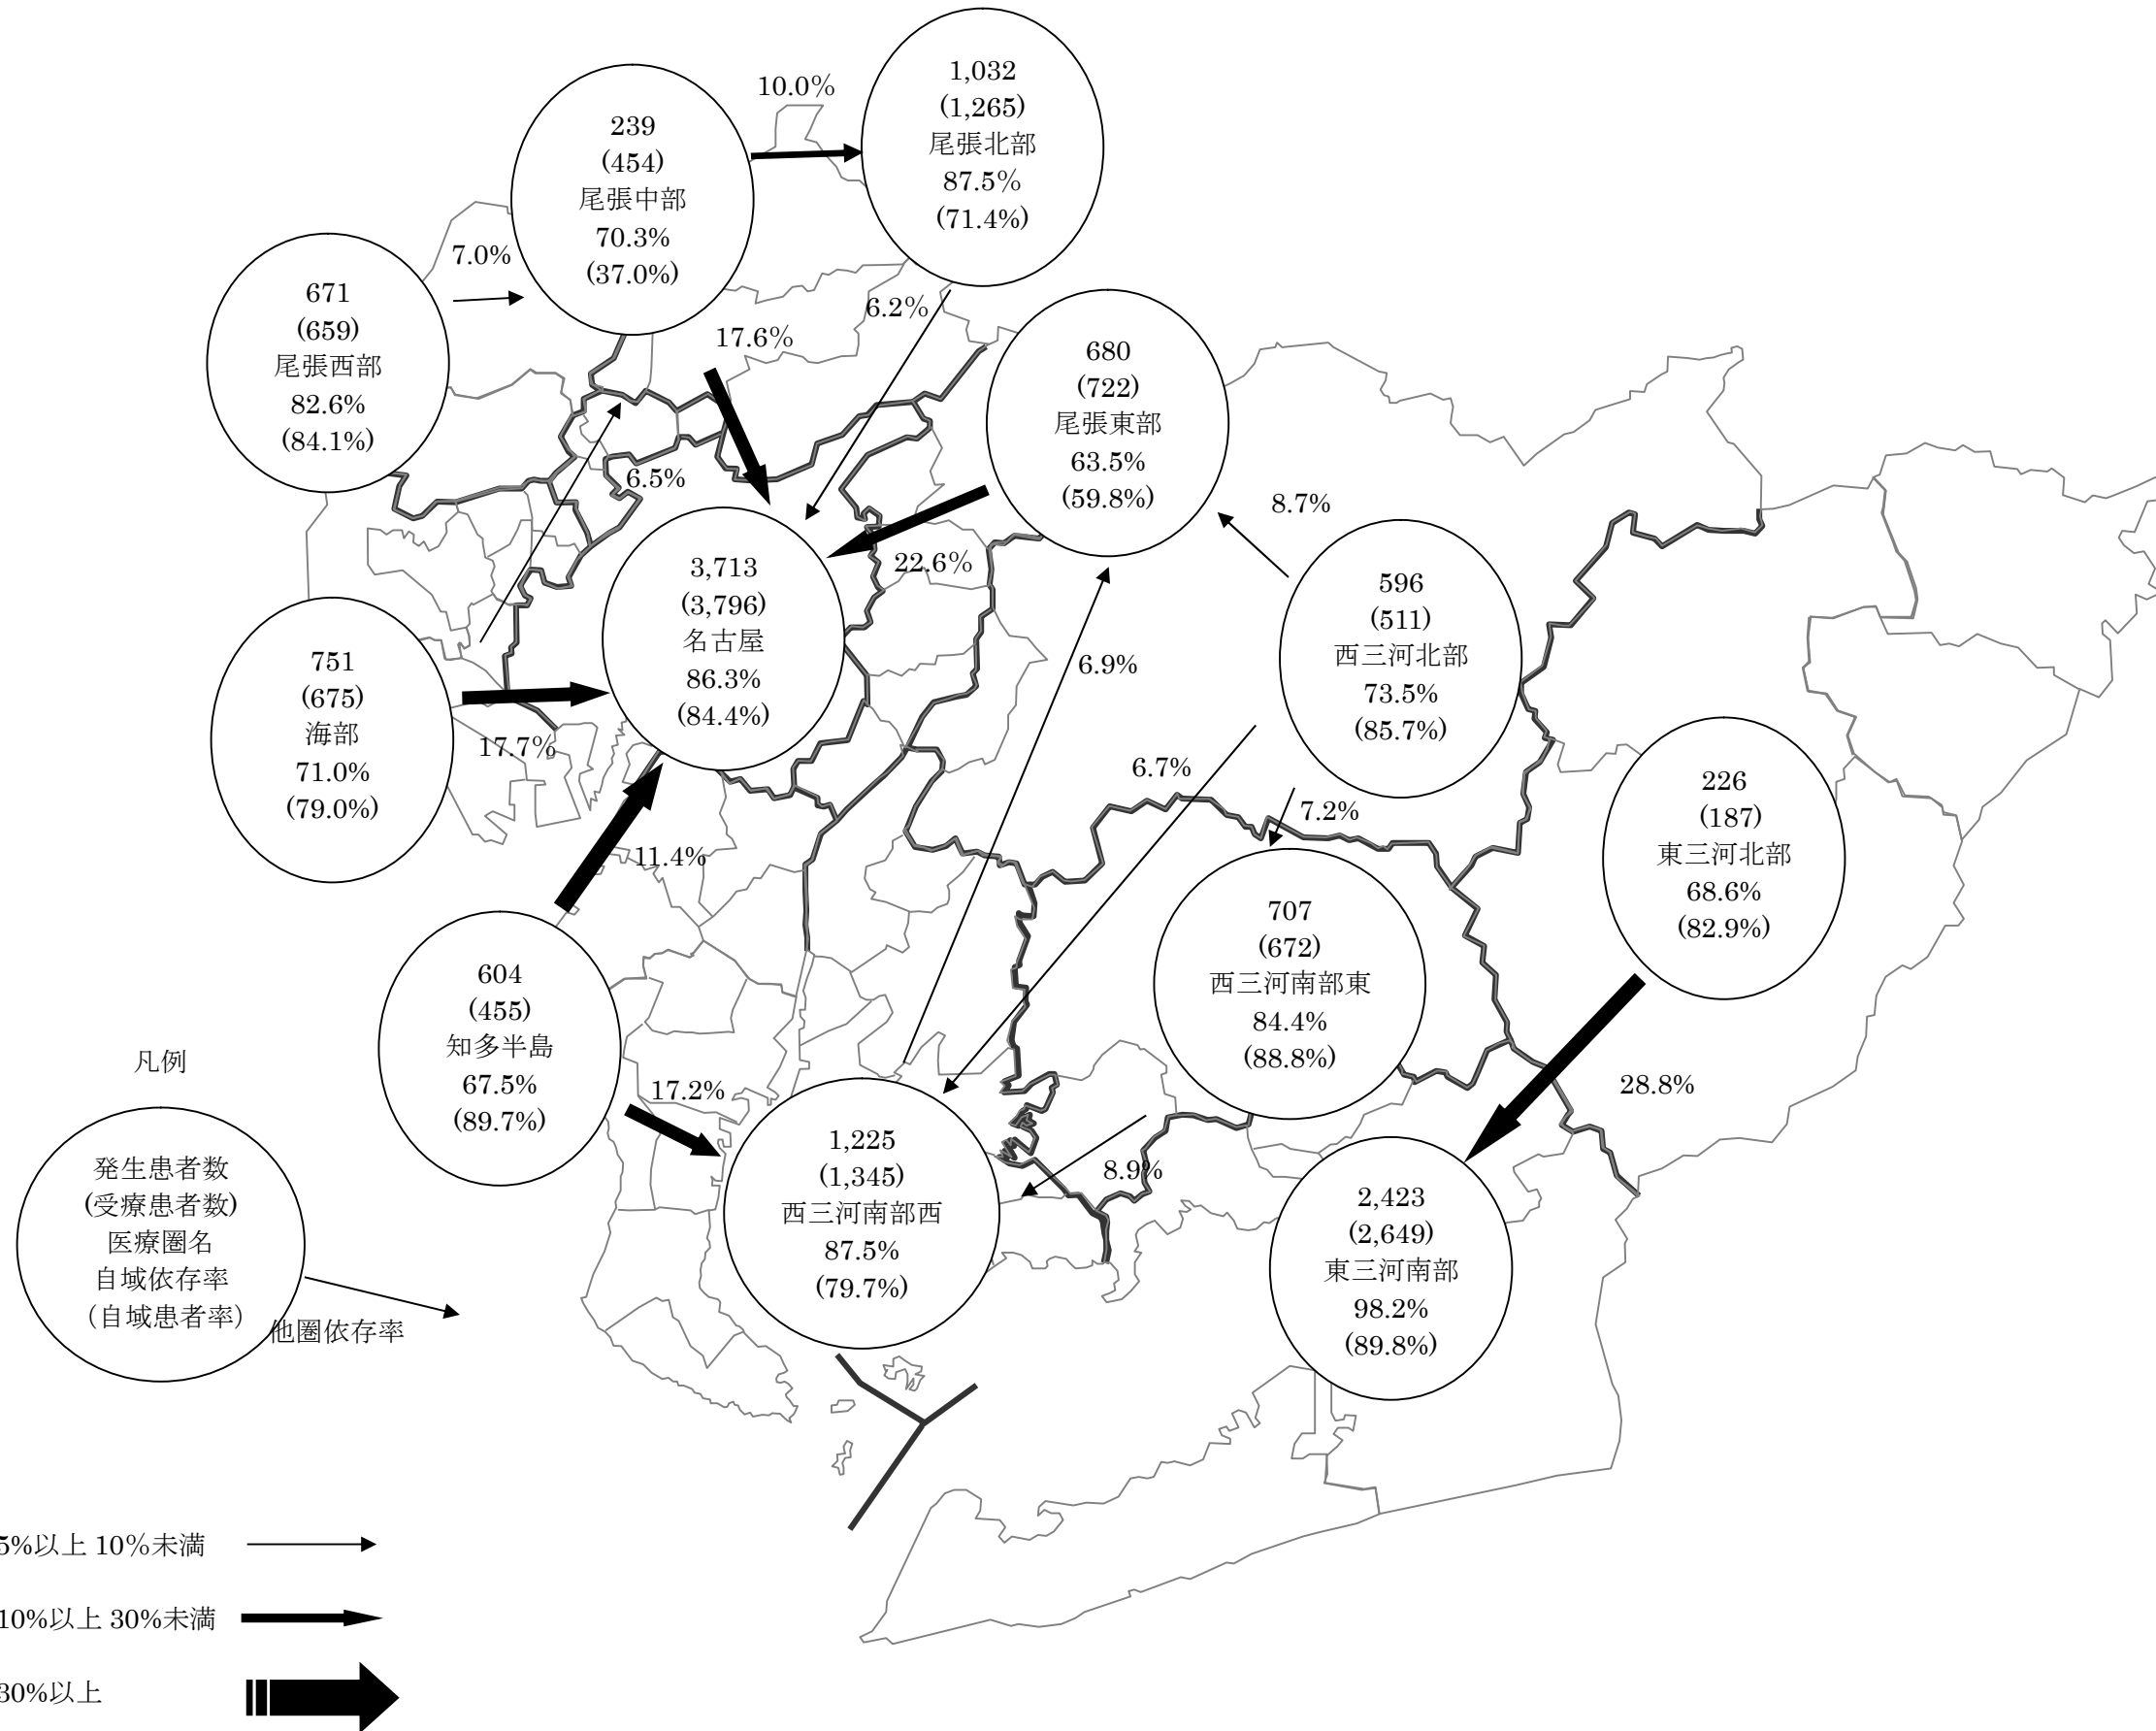 10.0%
1,032
(1,265)
尾張北部
87.5%
(71.4%)
239
(454)
尾張中部
70.3%
(37.0%)
7.0%
671
(659)
尾張西部
82.6%
(84.1%)
17.6%
6.2%
680
(722)
尾張東部
63.5%
(59.8%)
6.5%
8.7%
3,713
(3,796)
名古屋
86.3%
(84.4%)
22.6%
596
(511)
西三河北部
73.5%
(85.7%)
751
(675)
海部
71.0%
(79.0%)
17.7%
6.9%
6.7%
7.2%
226
(187)
東三河北部
68.6%
(82.9%)
11.4%
707
(672)
西三河南部東
84.4%
(88.8%)
604
(455)
知多半島
67.5%
(89.7%)
17.2%
28.8%
1,225
(1,345)
西三河南部西
87.5%
(79.7%)
8.9%
2,423
(2,649)
東三河南部
98.2%
(89.8%)
凡例
発生患者数
(受療患者数)
医療圏名
自域依存率
(自域患者率)
他圏依存率
5%以上 10%未満
10%以上 30%未満
30%以上